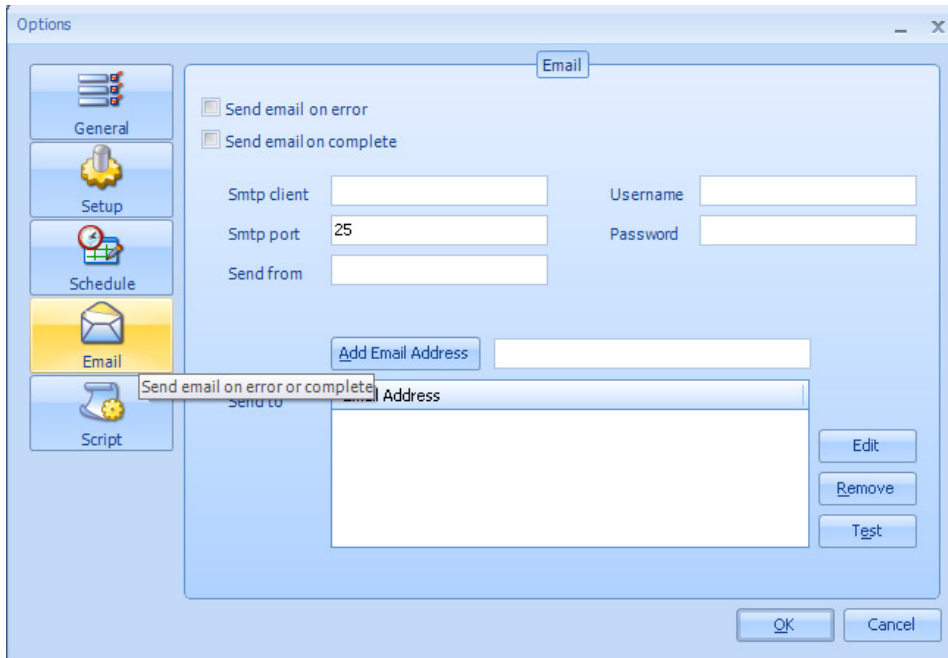 Options
Email
General
Setup
Schedule
Email
Script
Send email on error
Send email on complete
Smtp client
Username
Smtp port 25
Password
Send from
Add Email Address
Send email on error or complete
Send to
Email Address
Edit
Remove
Test
OK
Cancel